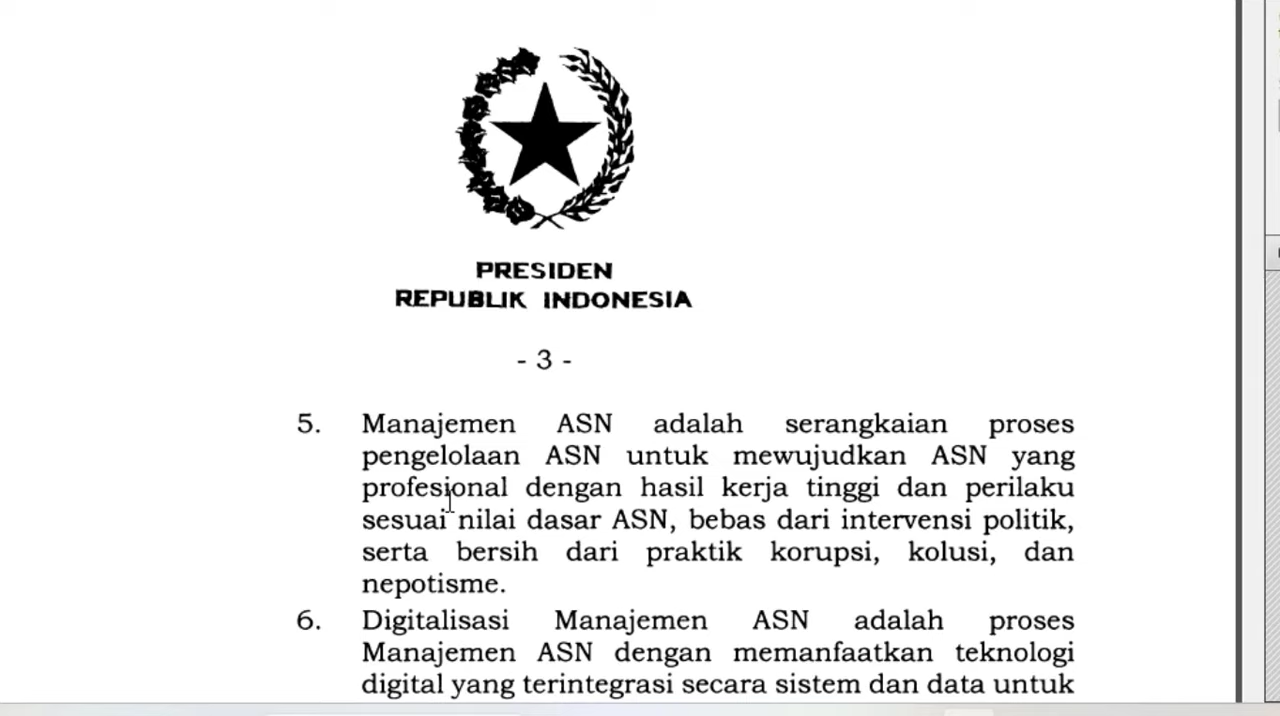 PRESIDEN
REPUBLIK INDONESIA
- 3 -
5. Manajemen ASN adalah serangkaian proses
pengelolaan ASN untuk mewujudkan ASN yang
profesional dengan hasil kerja tinggi dan perilaku
sesuai nilai dasar ASN, bebas dari intervensi politik,
serta bersih dari praktik korupsi, kolusi, dan
nepotisme.
6. Digitalisasi Manajemen ASN adalah proses
Manajemen ASN dengan memanfaatkan teknologi
digital yang terintegrasi secara sistem dan data untuk